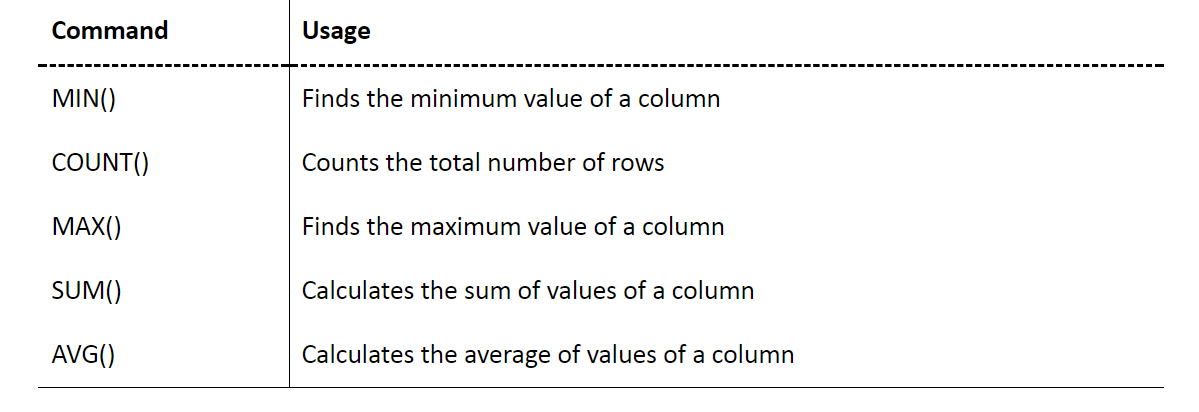 Command Usage
MIN() Finds the minimum value of a column
COUNT() Counts the total number of rows
MAX() Finds the maximum value of a column
SUM() Calculates the sum of values of a column
AVG() Calculates the average of values of a column